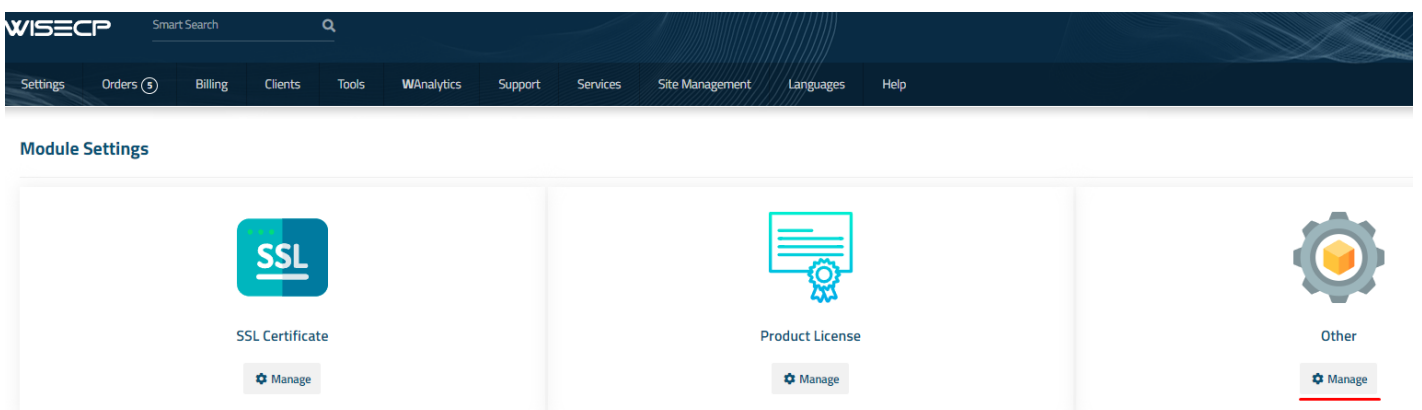 WISECP Smart Search
Settings Orders 5 Billing Clients Tools WAnalytics Support Services Site Management Languages Help
Module Settings
SSL
SSL Certificate Product License Other
Manage Manage Manage